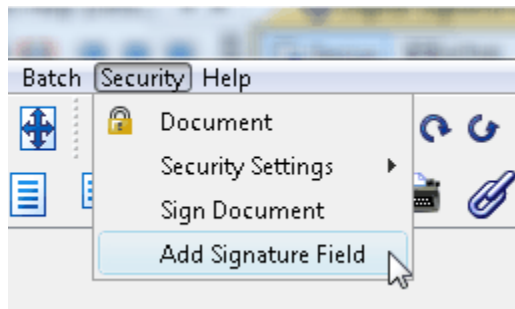 Batch Security Help
Document
Security Settings
Sign Document
Add Signature Field